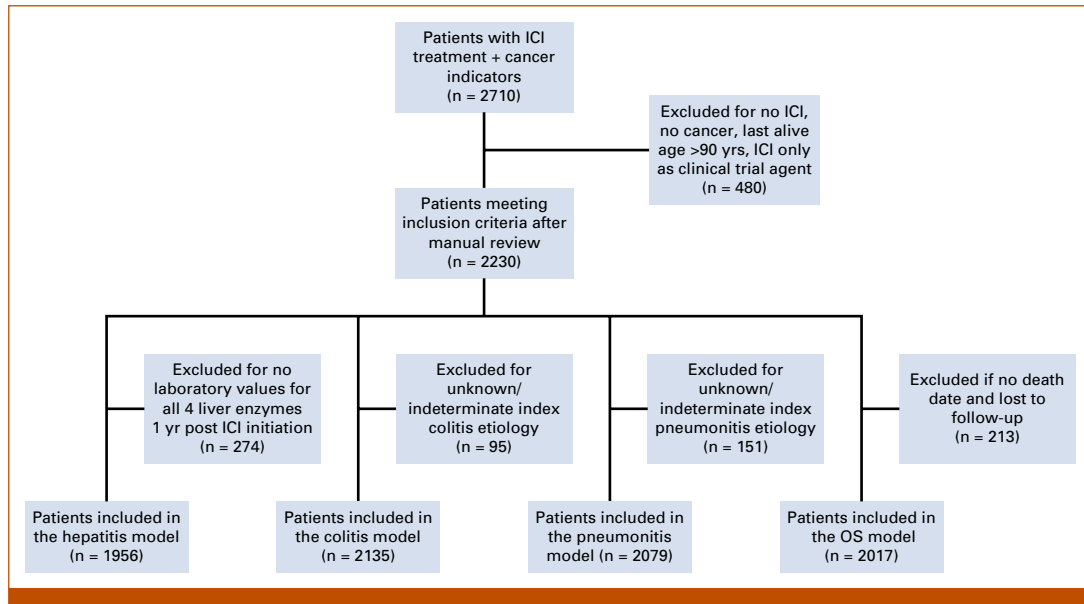 Patients with ICI
treatment + cancer
indicators
(n = 2710)
Excluded for no ICI,
no cancer, last alive
age >90 yrs, ICI only
as clinical trial agent
(n = 480)
Patients meeting
inclusion criteria after
manual review
(n = 2230)
Excluded for no
laboratory values for
all 4 liver enzymes
1 yr post ICI initiation
(n = 274)
Excluded for
unknown/
indeterminate index
colitis etiology
(n = 95)
Excluded for
unknown/
indeterminate index
pneumonitis etiology
(n = 151)
Excluded if no death
date and lost to
follow-up
(n = 213)
Patients included in
the hepatitis model
(n = 1956)
Patients included in
the colitis model
(n = 2135)
Patients included in
the pneumonitis
model (n = 2079)
Patients included in
the OS model
(n = 2017)